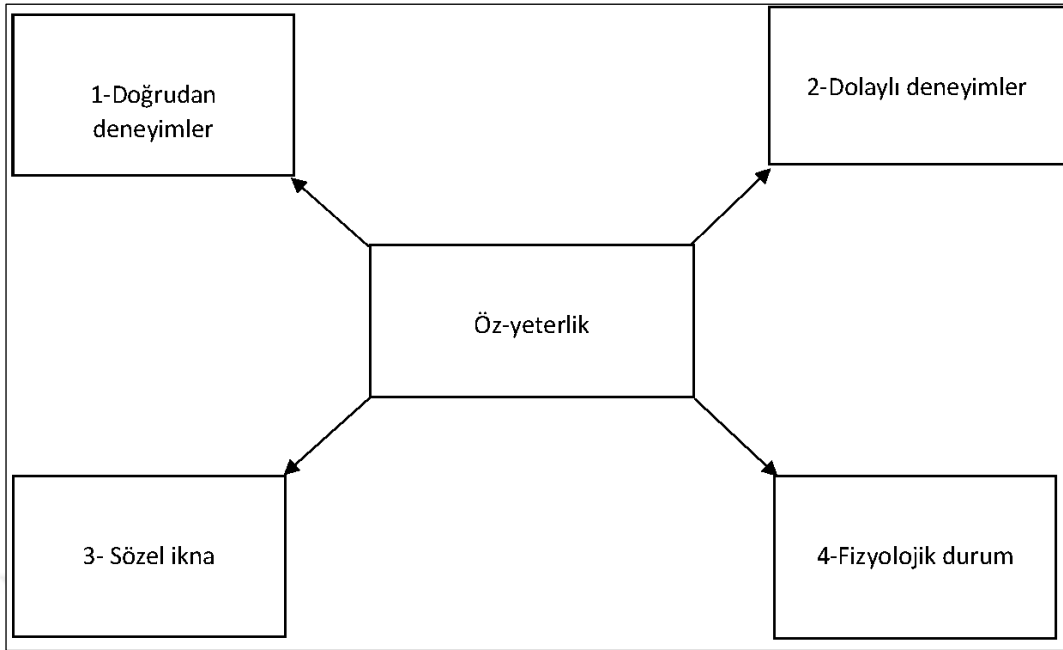 1-Doğrudan
deneyimler
2-Dolaylı deneyimler
Öz-yeterlik
3- Sözel ikna
4-Fizyolojik durum